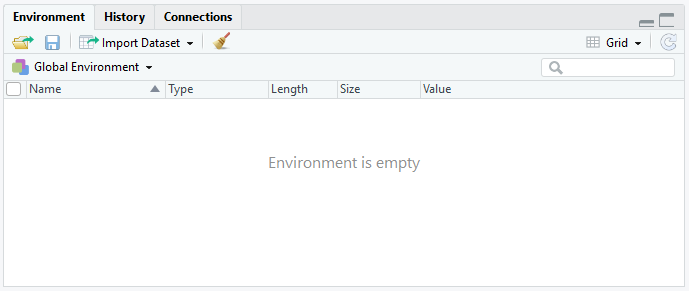 Environment History Connections
Import Dataset Grid
Global Environment
Name Type Length Size Value
Environment is empty